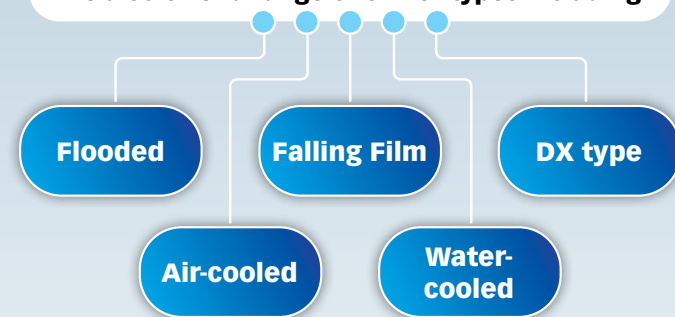 Flooded
Falling Film
DX type
Air-cooled
Water-
cooled